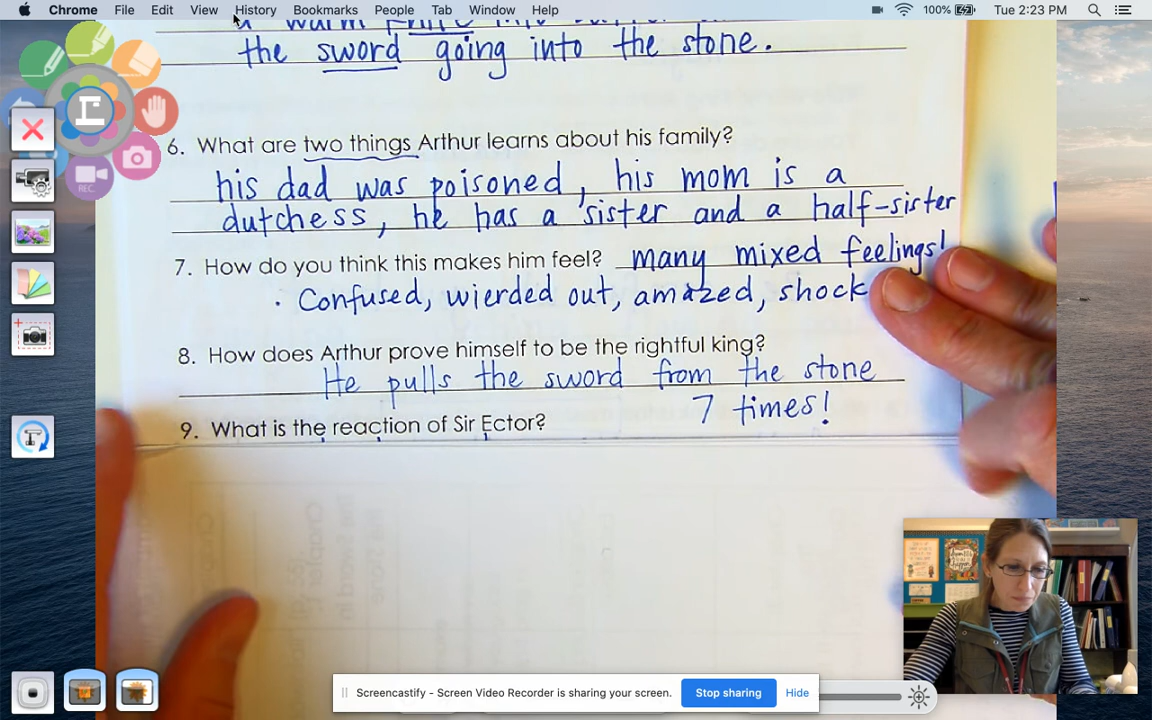 Chrome File Edit View History Bookmarks People Tab Window Help 100% Tue 2:23 PM
the sword going into the stone.
REC
6. What are two things Arthur learns about his family?
his dad was poisoned, his mom is a
dutchess, he has a sister and a half-sister
7. How do you think this makes him feel? many mixed feelings!
. Confused, wierded out, amazed, shock
8. How does Arthur prove himself to be the rightful king?
He pulls the sword from the stone
7 times!
9. What is the reaction of Sir Ector?
Screencastify - Screen Video Recorder is sharing your screen. Stop sharing Hide